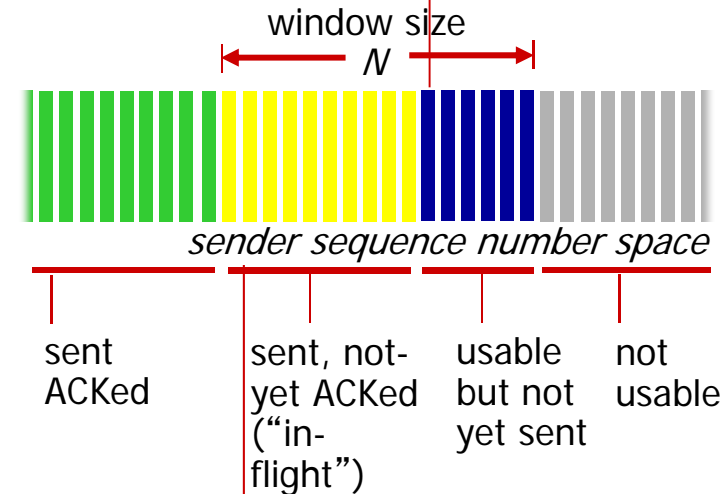 window size
N
sender sequence number space
sent
ACKed
sent, not-
yet ACKed
(“in-
flight”)
usable
but not
yet sent
not
usable